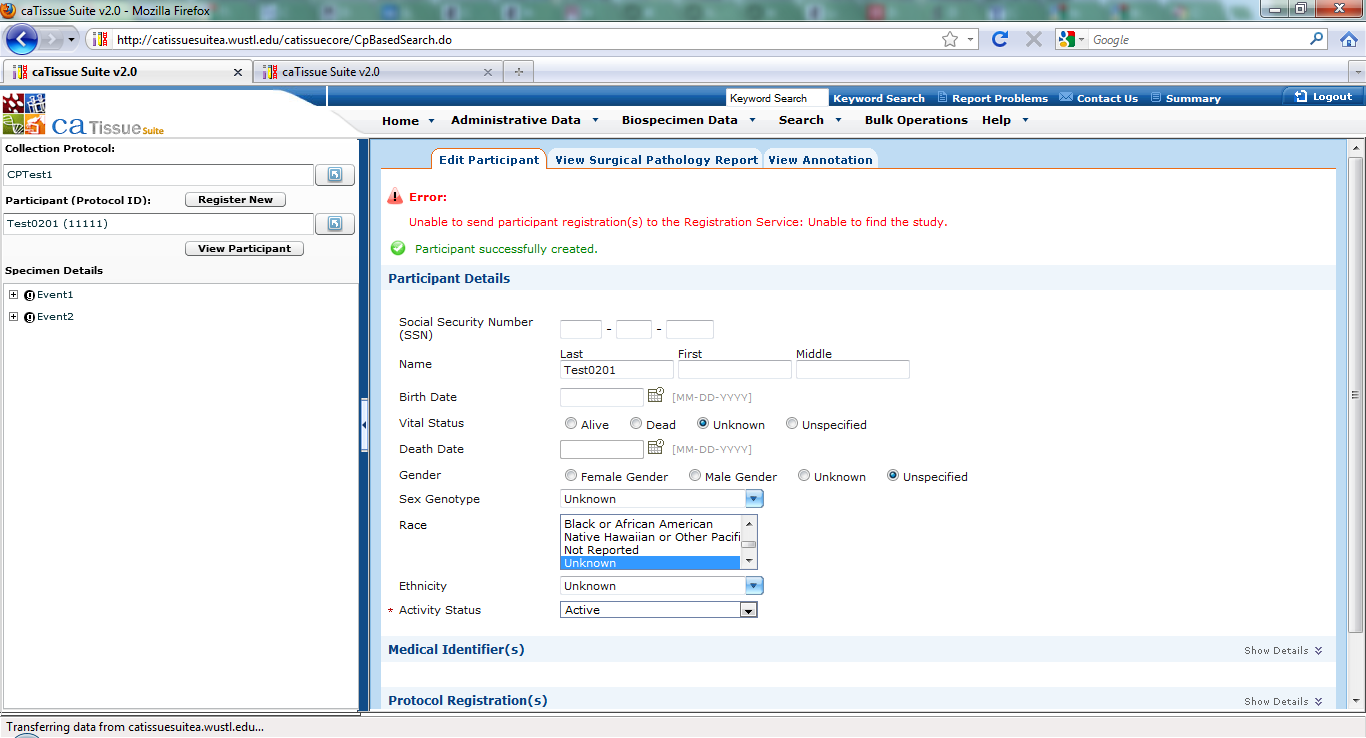 caTissue Suite v2.0 - Mozilla Firefox
http://catissuesuitea.wustl.edu/catissuecore/CpBasedSearch.do
Google
caTissue Suite v2.0
caTissue Suite v2.0
Keyword Search Keyword Search Report Problems Contact Us Summary Logout
ca Tissue Suite
Home Administrative Data Biospecimen Data Search Bulk Operations Help
Collection Protocol:
CPTest1
Participant (Protocol ID): Register New
Test0201 (11111)
View Participant
Specimen Details
Event1
Event2
Edit Participant View Surgical Pathology Report View Annotation
Error:
Unable to send participant registration(s) to the Registration Service: Unable to find the study.
Participant successfully created.
Participant Details
Social Security Number
(SSN) - -
Last First Middle
Name
Test0201
Birth Date [MM-DD-YYYY]
Vital Status Alive Dead Unknown Unspecified
Death Date [MM-DD-YYYY]
Gender Female Gender Male Gender Unknown Unspecified
Sex Genotype Unknown
Race Black or African American
Native Hawaiian or Other Pacifi
Not Reported
Unknown
Ethnicity Unknown
* Activity Status Active
Medical Identifier(s) Show Details
Protocol Registration(s) Show Details
Transferring data from catissuesuitea.wustl.edu...